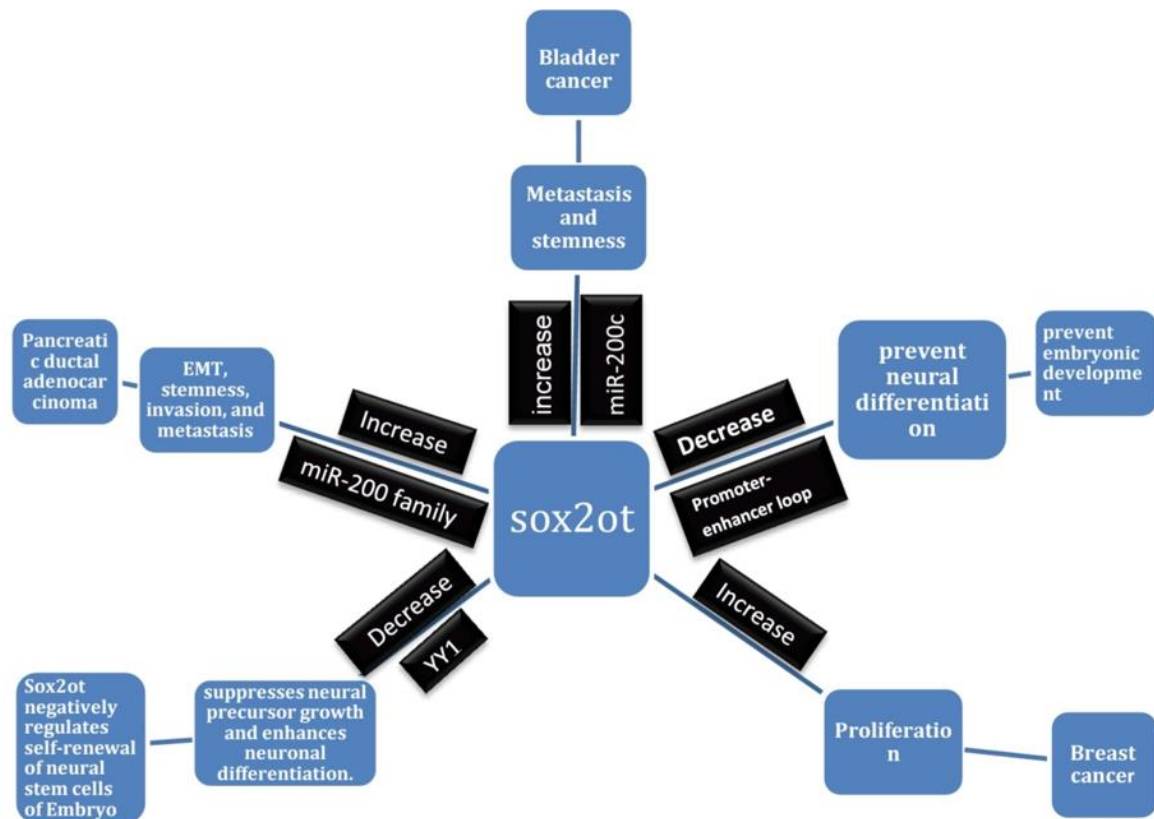 Bladder
cancer
Metastasis
and
stemness
increase
miR-200c
Pancreati
c ductal
adenocar
cinoma
EMT,
stemness,
invasion, and
metastasis
Increase
miR-200 family
sox2ot
Decrease
Promoter-
enhancer loop
prevent
neural
differentiati
on
prevent
embryonic
developme
nt
Decrease
YY1
suppresses neural
precursor growth
and enhances
neuronal
differentiation.
Sox2ot
negatively
regulates
self-renewal
of neural
stem cells
of Embryo
Increase
Proliferatio
n
Breast
cancer